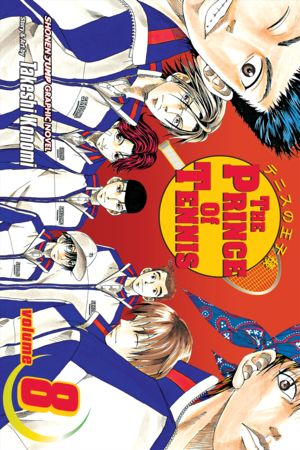 SHONEN JUMP GRAPHIC NOVEL
Story & Art by
Takeshi Konomi
テニスの王子様
THE
PRINCE
OF
TENNIS
volume
8